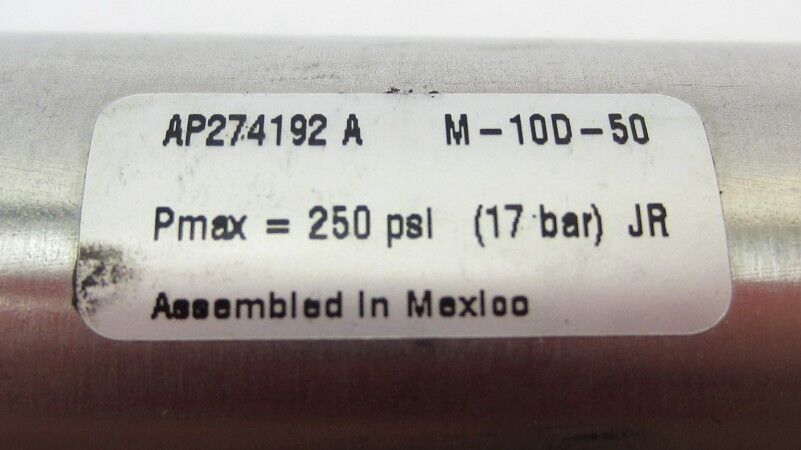 AP274192 A M-10D-50
Pmax = 250 psi (17 bar) JR
Assembled in Mexico